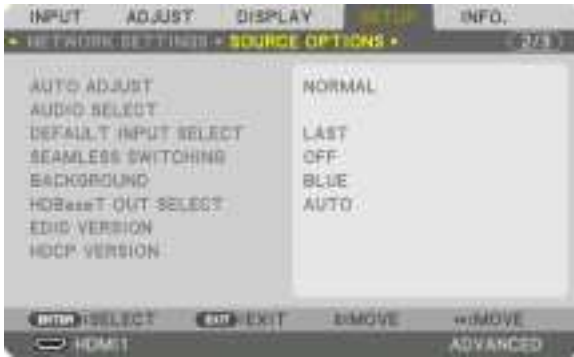 INPUT ADJUST DISPLAY SETUP INFO.
• NETWORK SETTINGS • SOURCE OPTIONS •
AUTO ADJUST NORMAL
AUDIO SELECT
DEFAULT INPUT SELECT LAST
SEAMLESS SWITCHING OFF
BACKGROUND BLUE
HDBaseT OUT SELECT AUTO
EDID VERSION
HDCP VERSION
ENTER :SELECT EXIT :EXIT :MOVE :MOVE
HDMI1 ADVANCED